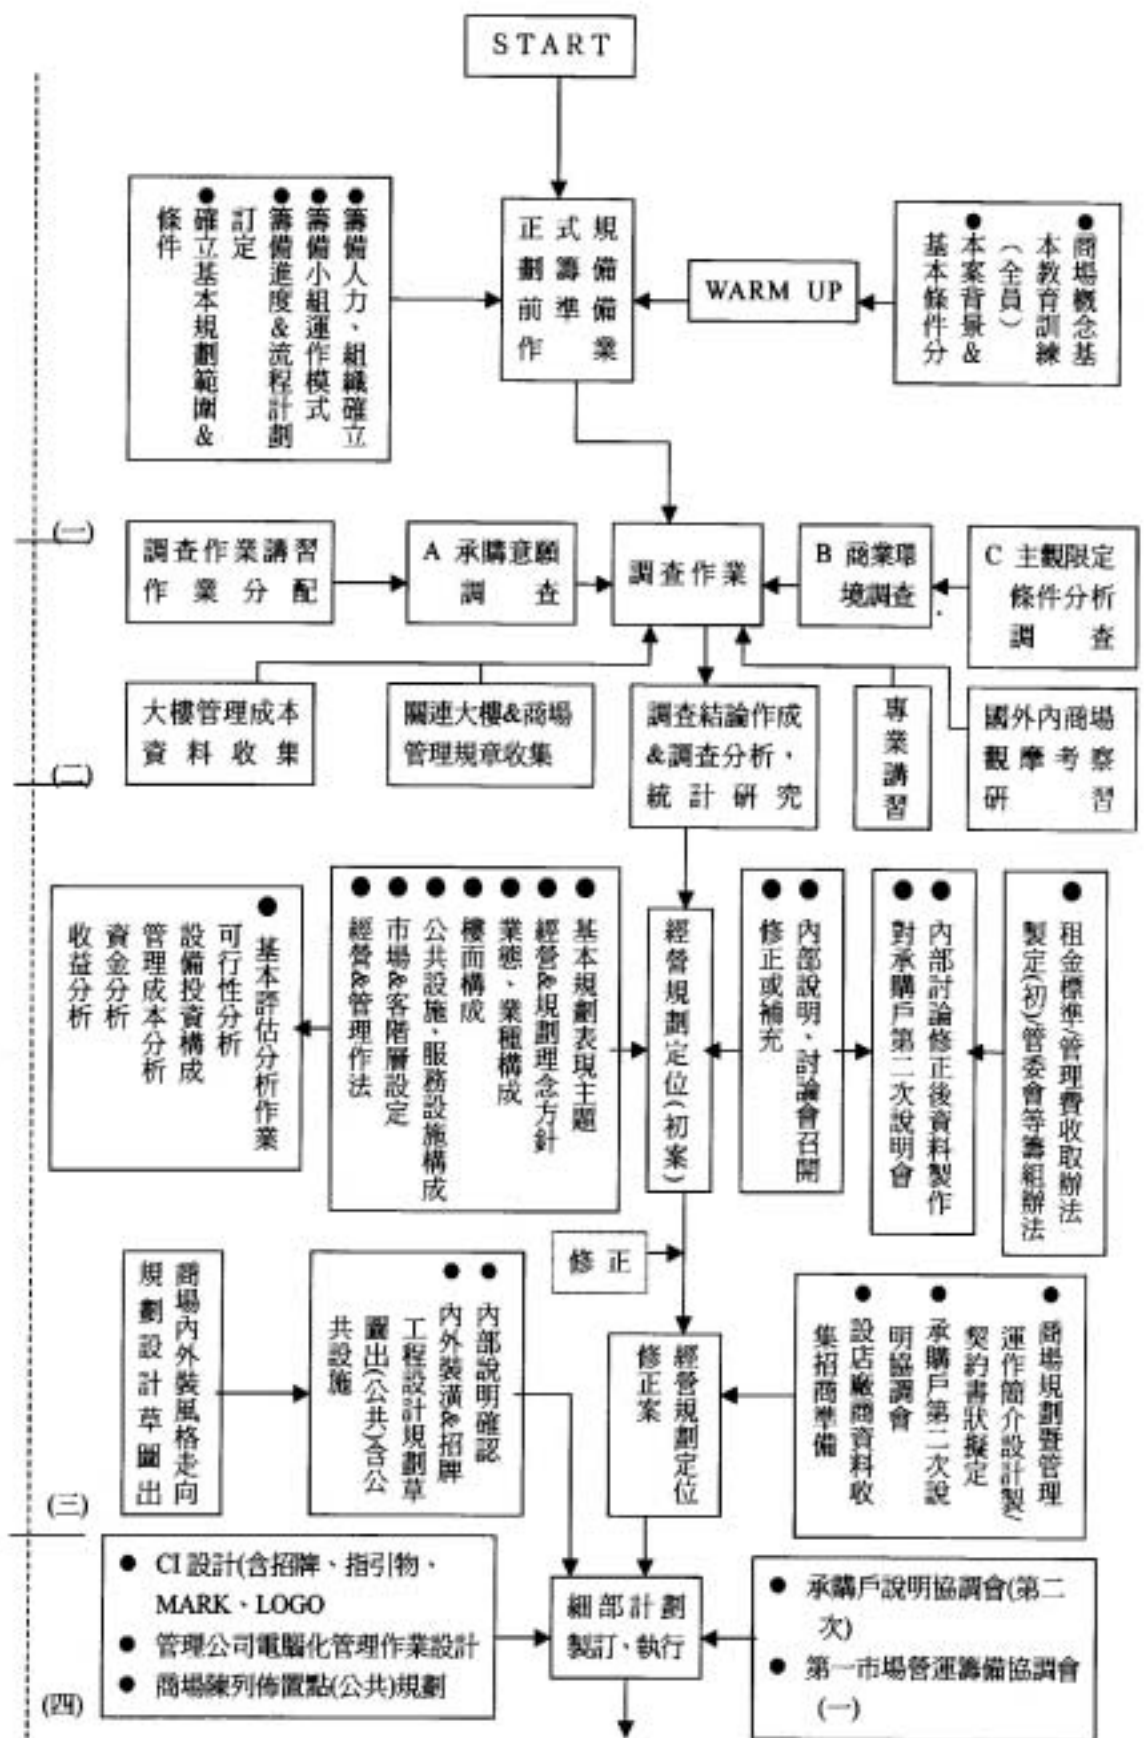 START
正式規
劃籌備
前準備
作業
WARM UP
●籌備人力、組織確立
●籌備小組運作模式
●籌備進度&流程計劃
訂定
●確立基本規劃範圍&
條件
●商場概念基
本教育訓練
(全員)
●本案背景&
基本條件分
(一)
調查作業講習
作業分配
A 承購意願
調查
調查作業
B 商業環
境調查
C 主觀限定
條件分析
調查
大樓管理成本
資料收集
關連大樓&商場
管理規章收集
調查結論作成
&調查分析,
統計研究
專業講習
國外內商場
觀摩考察
研習
(二)
●基本評估分析作業
可行性分析
設備投資構成
管理成本分析
資金分析
收益分析
●基本規劃表現主題
●經營&規劃理念方針
●業態、業種構成
●樓面構成
●公共設施、服務設施構成
●市場&客階層設定
●經營&管理作法
經營規劃定位(初案)
●內部說明、討論會召開
●修正或補充
●內部討論修正後資料製作
●對承購戶第二次說明會
●租金標準/管理費收取辦法
製定(初)/管委會等籌組辦法
修正
商場內外裝風格走向
規劃設計草圖出
●內部說明確認
●內外裝潢&招牌
工程設計規劃草
圖出(公共)含公
共設施
經營規劃定位
修正案
●商場規劃暨管理
運作簡介設計製/
契約書狀擬定
●承購戶第二次說
明協調會
●設店廠商資料收
集招商準備
(三)
● CI 設計(含招牌、指引物、
MARK、LOGO
● 管理公司電腦化管理作業設計
● 商場陳列佈置點(公共)規劃
細部計劃
製訂、執行
● 承購戶說明協調會(第二
次)
● 第一市場營運籌備協調會
(一)
(四)